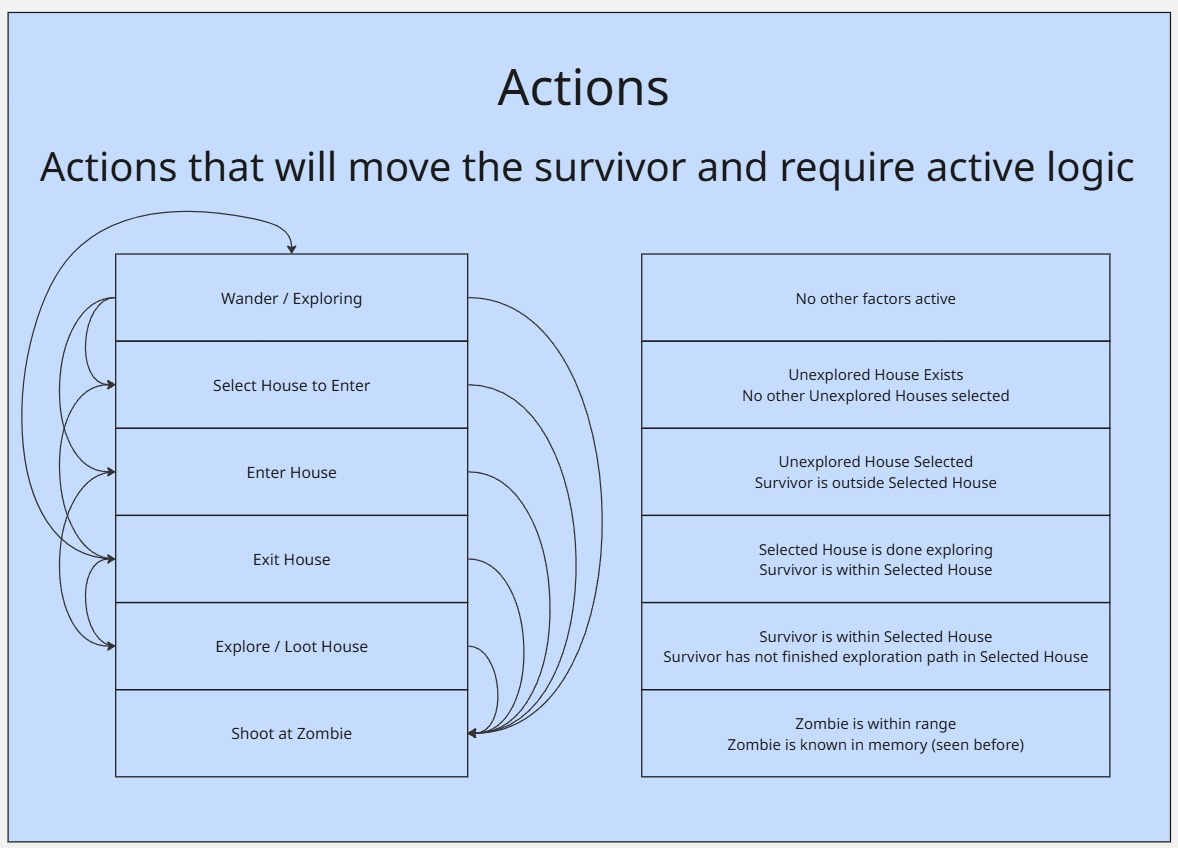 Actions
Actions that will move the survivor and require active logic
Wander / Exploring
No other factors active
Select House to Enter
Unexplored House Exists
No other Unexplored Houses selected
Enter House
Unexplored House Selected
Survivor is outside Selected House
Exit House
Selected House is done exploring
Survivor is within Selected House
Explore / Loot House
Survivor is within Selected House
Survivor has not finished exploration path in Selected House
Shoot at Zombie
Zombie is within range
Zombie is known in memory (seen before)